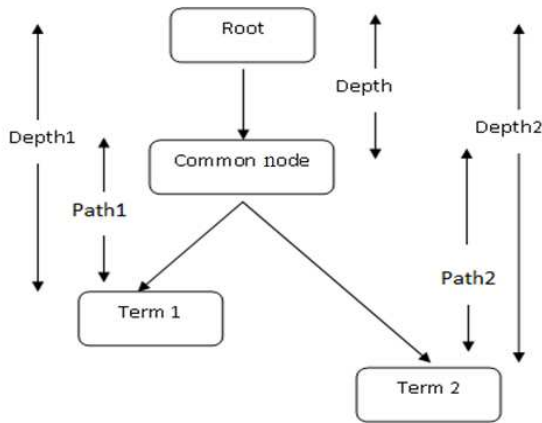 Root
Depth
Depth1
Depth2
Common node
Path1
Path2
Term 1
Term 2